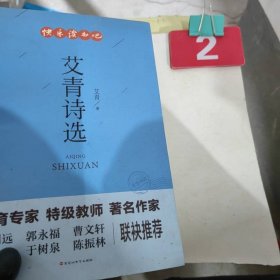 快乐读书吧
2
艾青诗选
艾青 著
AIQING
SHIXUAN
育专家 特级教师 著名作家
远 郭永福 曹文轩
于树泉 陈振林
联袂推荐